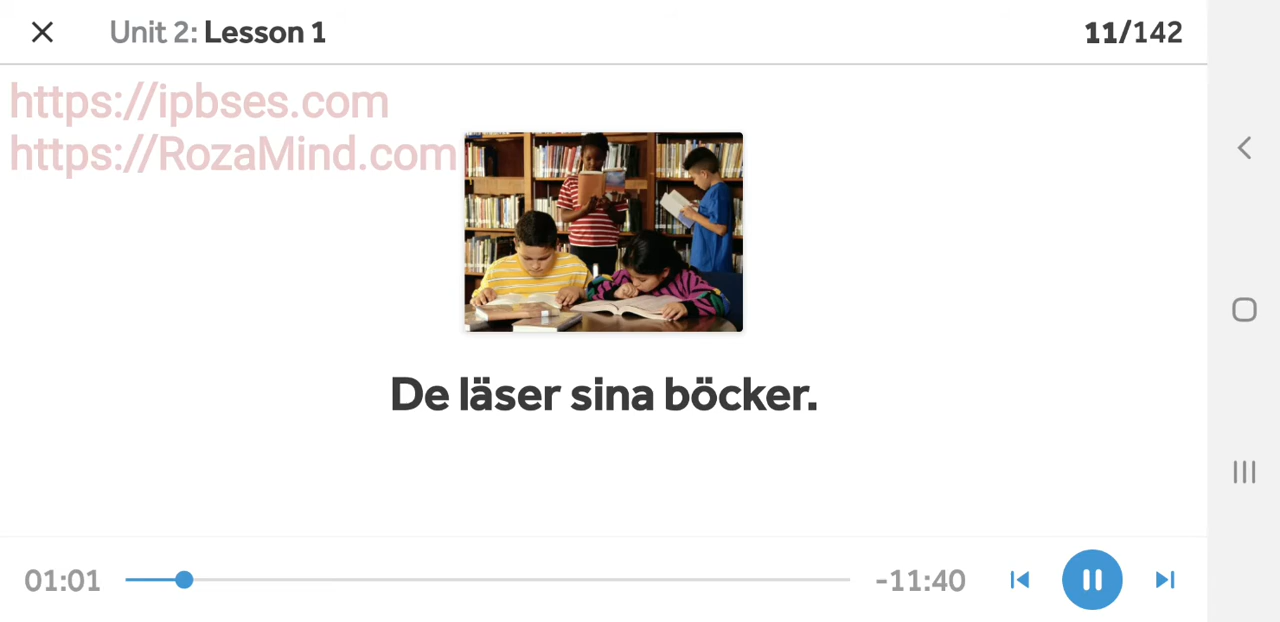 Unit 2: Lesson 1
11/142
https://ipbses.com
https://RozaMind.com
De läser sina böcker.
01:01
-11:40